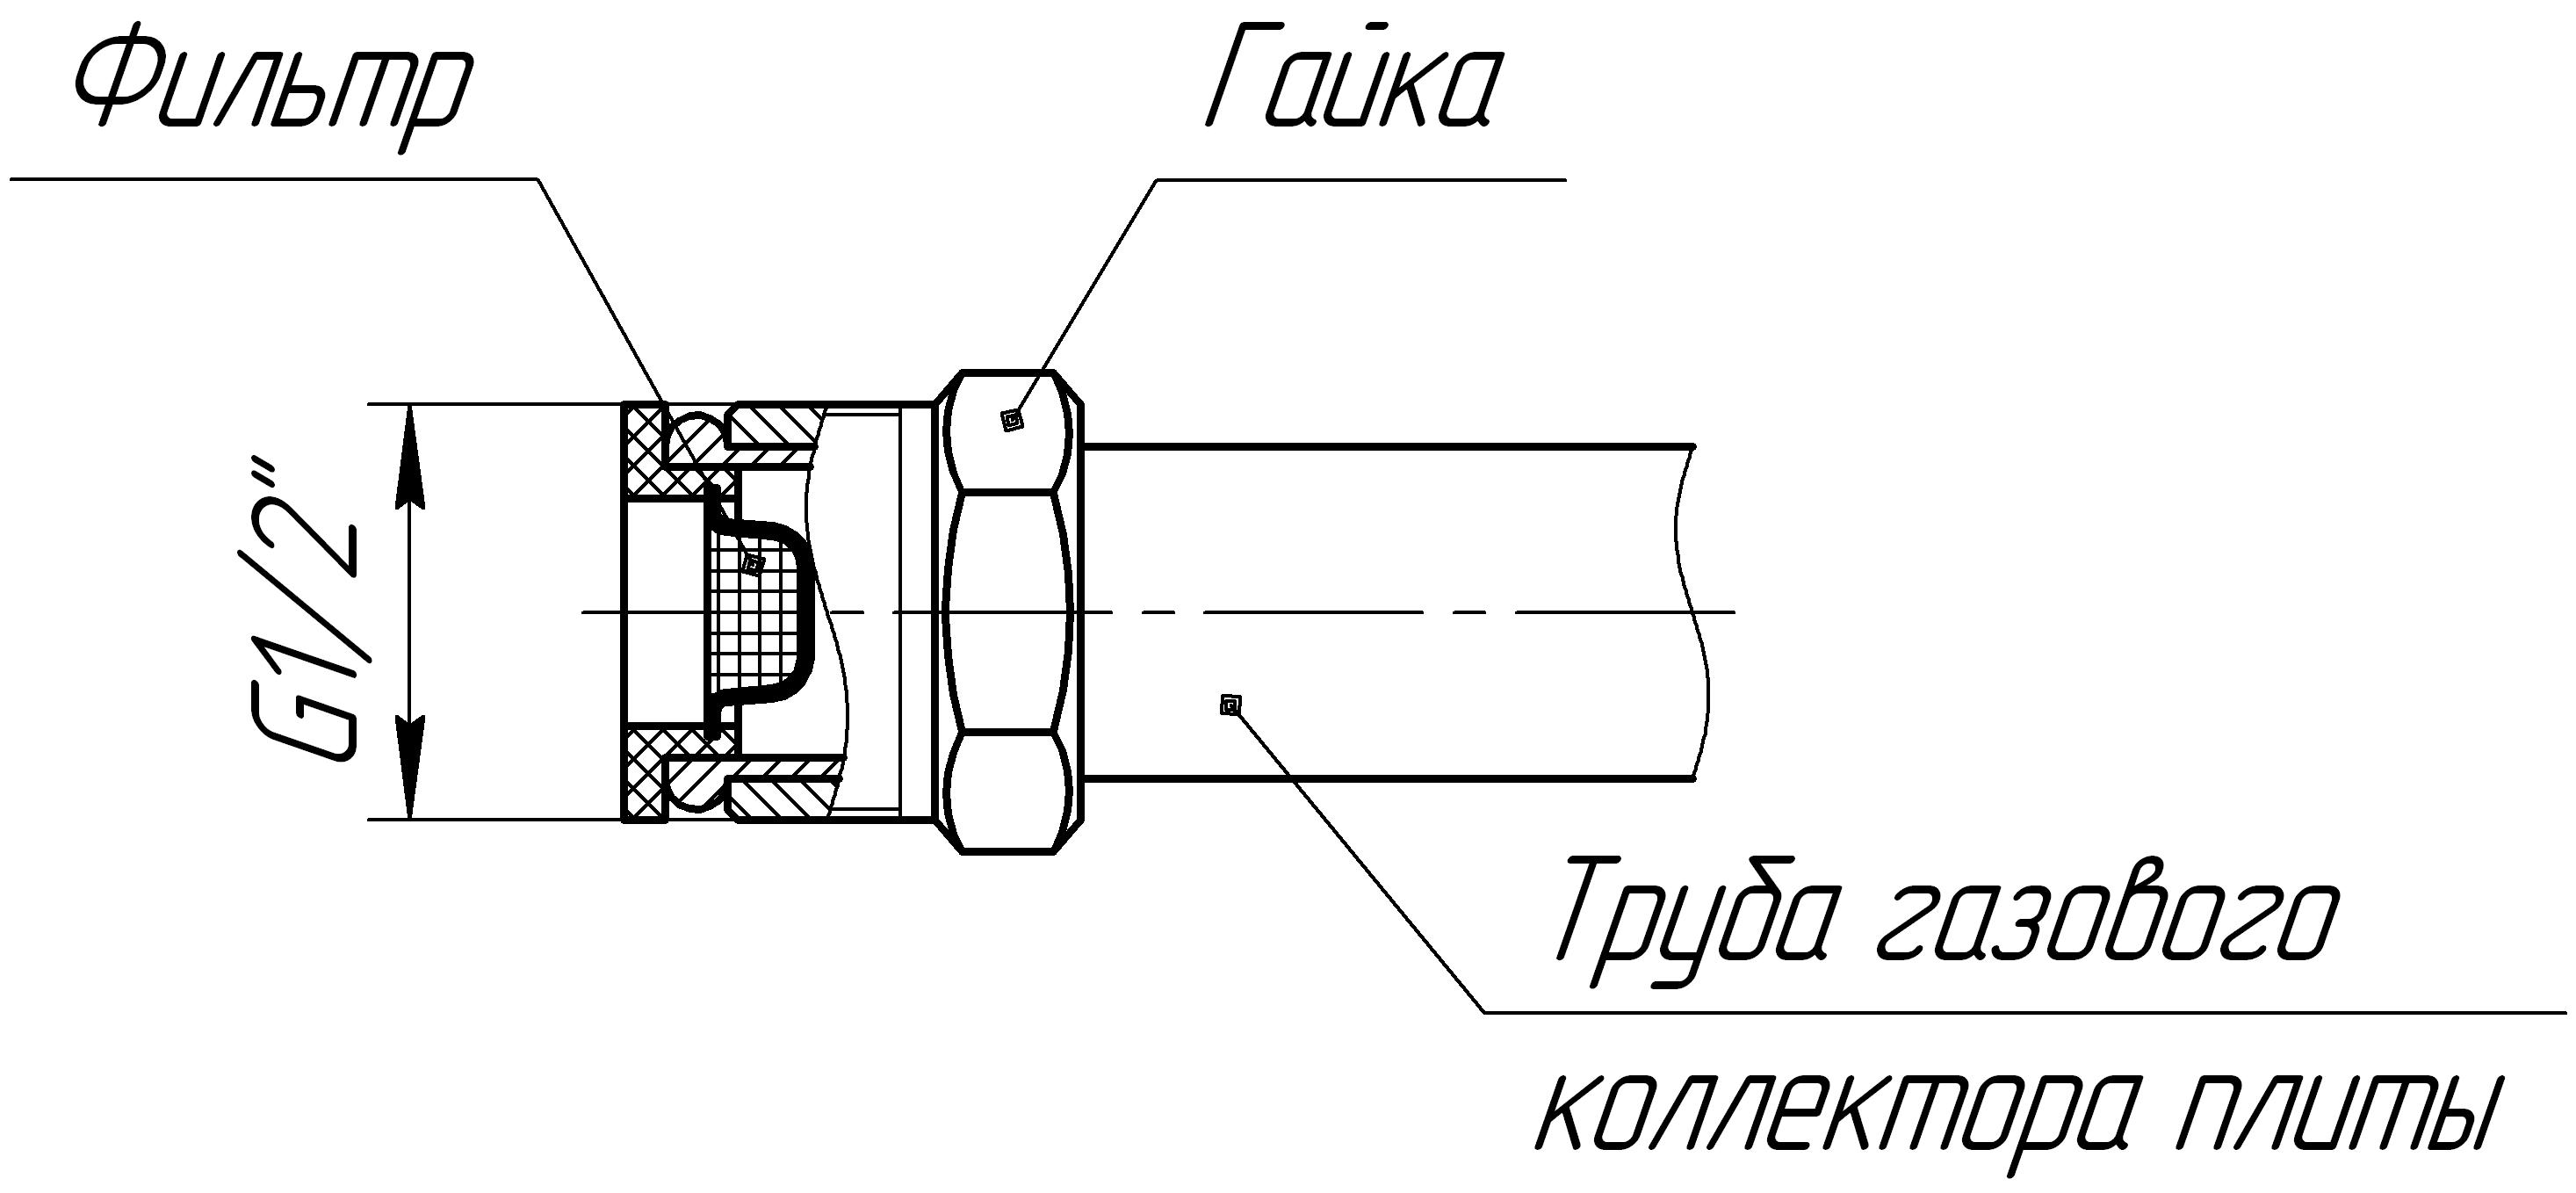 Фильтр
Гайка
G1/2"
Труба газового
коллектора плиты